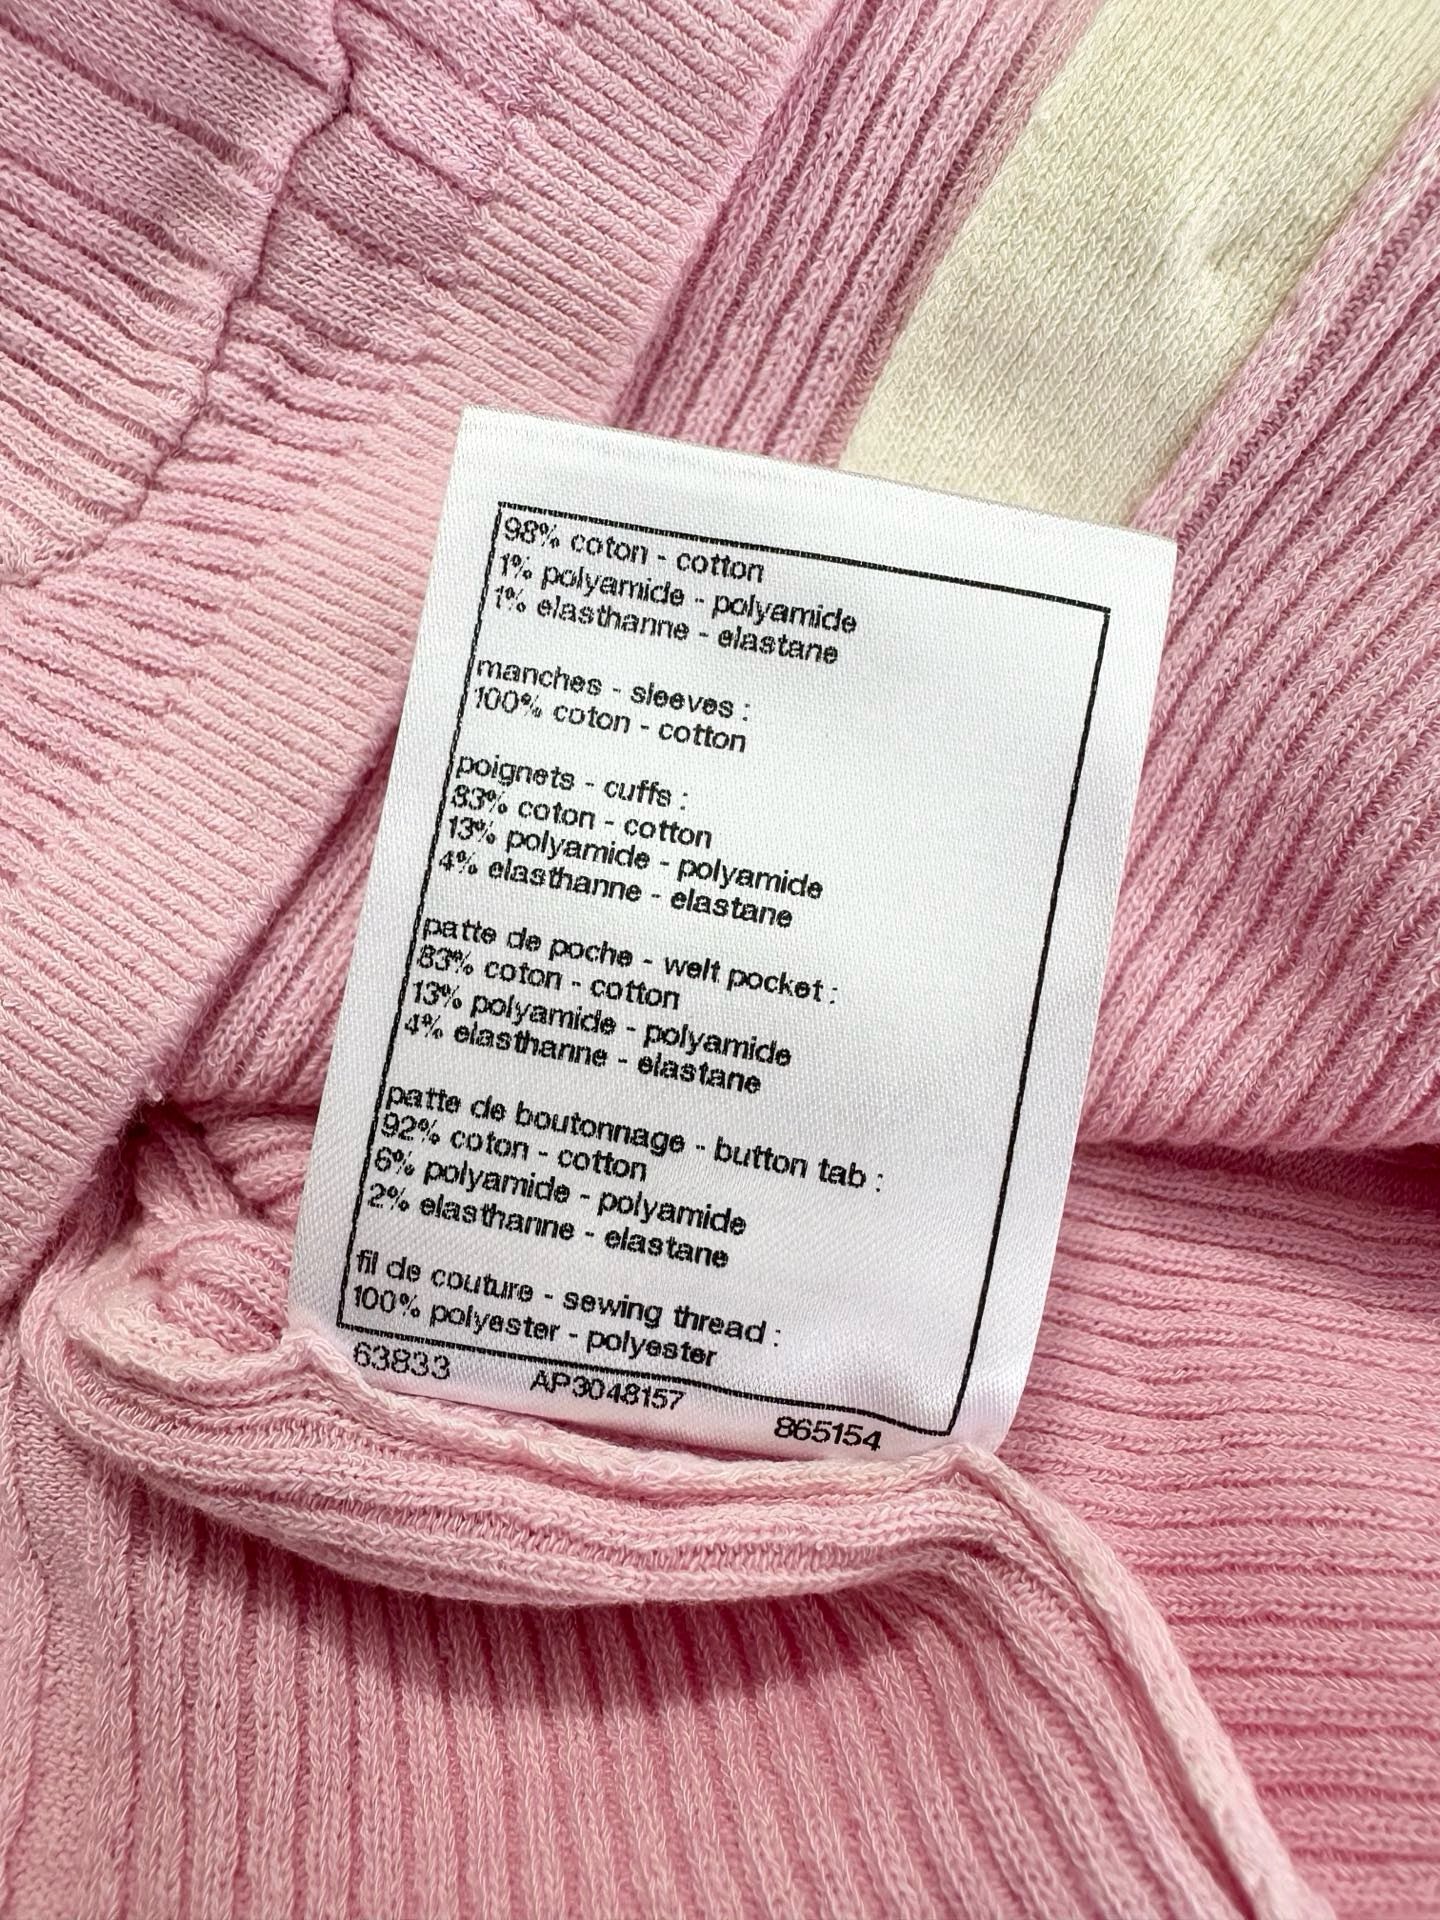 98% coton - cotton
1% polyamide - polyamide
1% elasthanne - elastane
manches - sleeves :
100% coton - cotton
poignets - cuffs :
83% coton - cotton
13% polyamide - polyamide
4% elasthanne - elastane
patte de poche - welt pocket :
83% coton - cotton
13% polyamide - polyamide
4% elasthanne - elastane
patte de boutonnage - button tab :
92% coton - cotton
6% polyamide - polyamide
2% elasthanne - elastane
fil de couture - sewing thread :
100% polyester - polyester
63833 AP3048157 865154